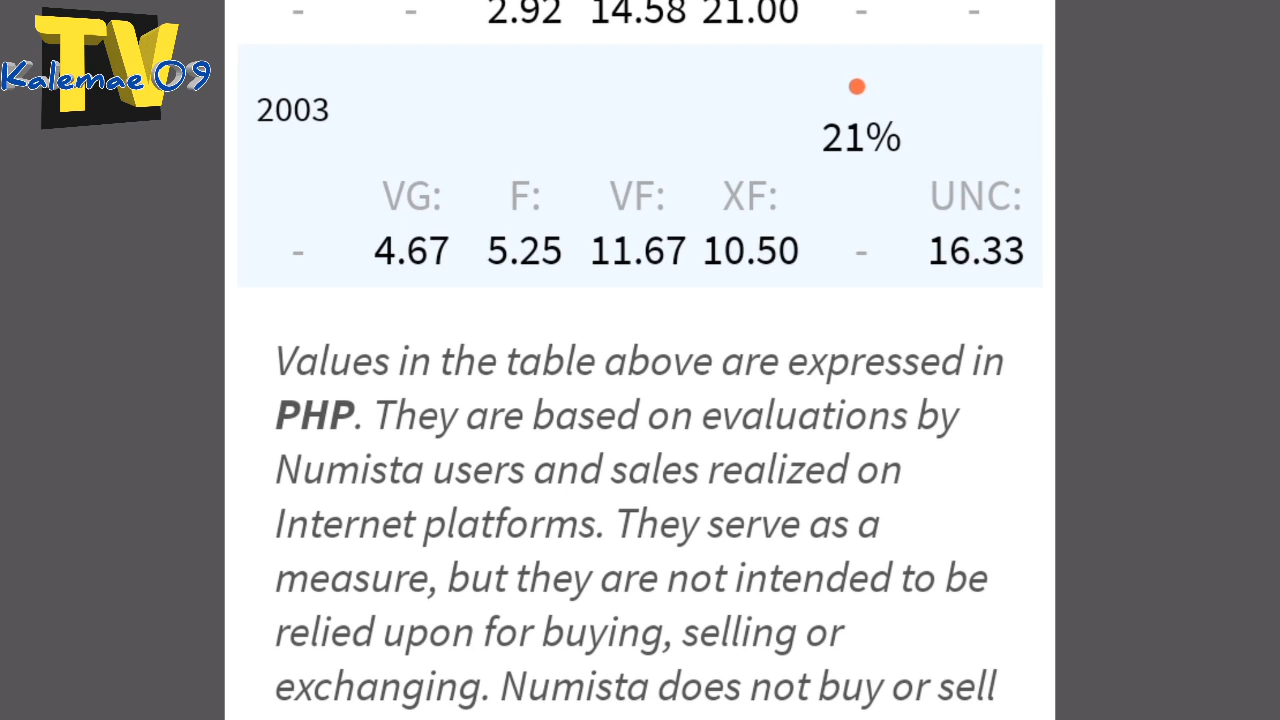 TV
Kalemae 09
- - 2.92 14.58 21.00 - -
2003
21%
VG: F: VF: XF: UNC:
- 4.67 5.25 11.67 10.50 - 16.33
Values in the table above are expressed in
PHP. They are based on evaluations by
Numista users and sales realized on
Internet platforms. They serve as a
measure, but they are not intended to be
relied upon for buying, selling or
exchanging. Numista does not buy or sell